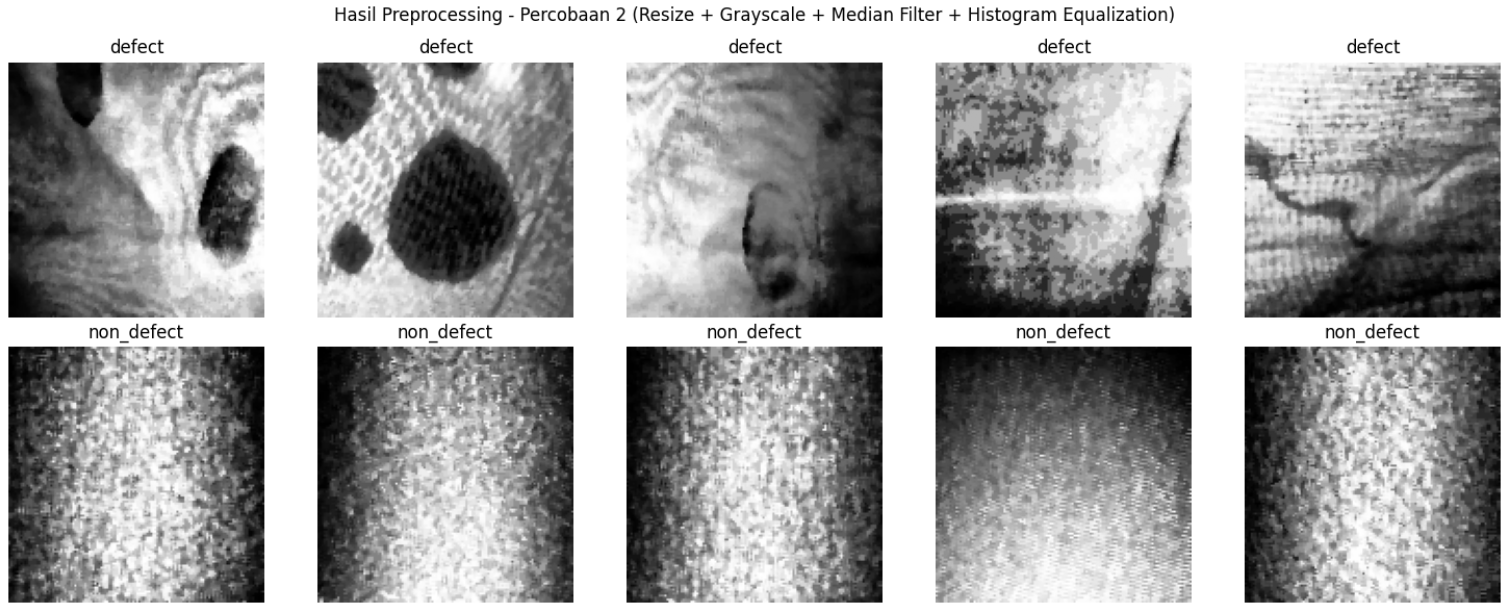 Hasil Preprocessing - Percobaan 2 (Resize + Grayscale + Median Filter + Histogram Equalization)
defect defect defect defect defect
non_defect non_defect non_defect non_defect non_defect